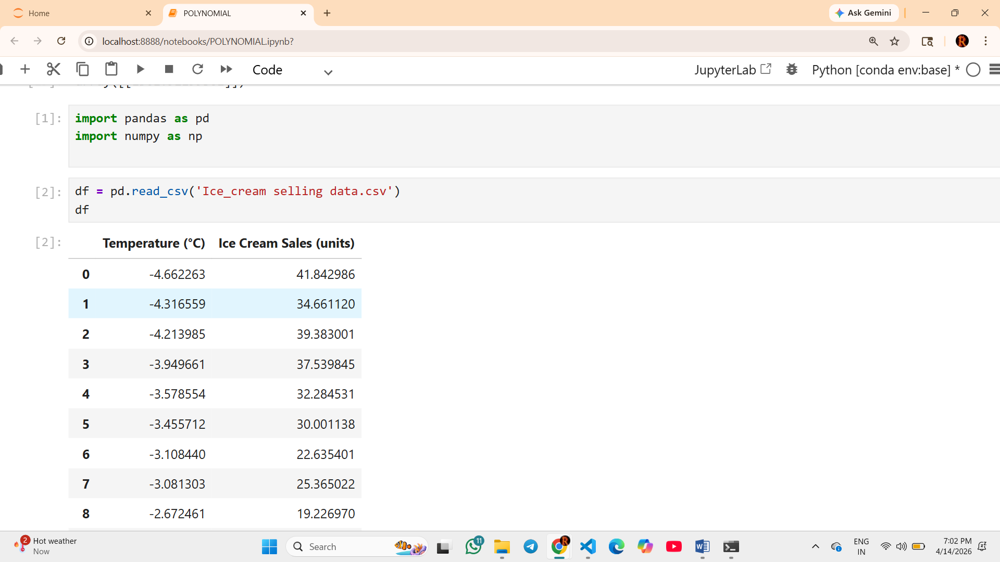 Home
POLYNOMIAL
Ask Gemini
localhost:8888/notebooks/POLYNOMIAL.ipynb?
Code
JupyterLab
Python [conda env:base] *
[1]:
import pandas as pd
import numpy as np
[2]:
df = pd.read_csv('Ice_cream selling data.csv')
df
[2]:
Temperature (°C) Ice Cream Sales (units)
0 -4.662263 41.842986
1 -4.316559 34.661120
2 -4.213985 39.383001
3 -3.949661 37.539845
4 -3.578554 32.284531
5 -3.455712 30.001138
6 -3.108440 22.635401
7 -3.081303 25.365022
8 -2.672461 19.226970
2
Hot weather
Now
Search
11
ENG
IN
7:02 PM
4/14/2026